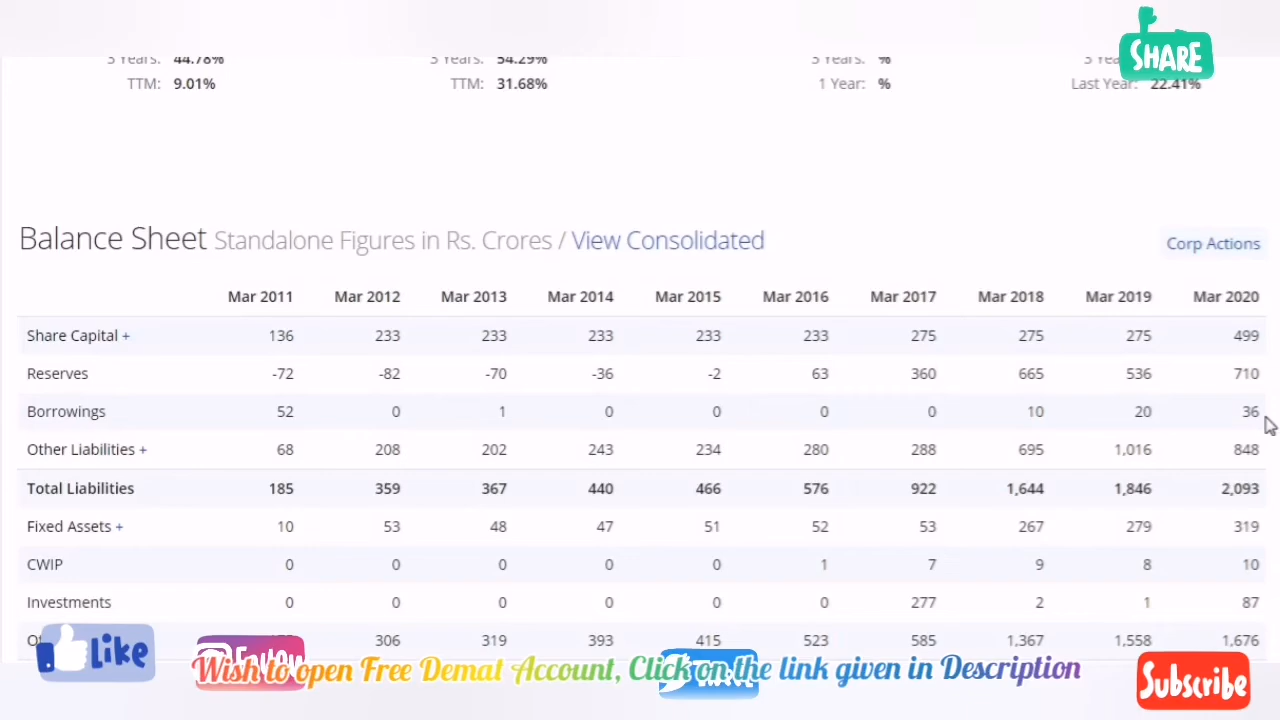 SHARE
3 Years: 44.78% 3 Years: 54.29% 3 Years: %
TTM: 9.01% TTM: 31.68% 1 Year: % Last Year: 22.41%
Balance Sheet Standalone Figures in Rs. Crores / View Consolidated Corp Actions
Mar 2011 Mar 2012 Mar 2013 Mar 2014 Mar 2015 Mar 2016 Mar 2017 Mar 2018 Mar 2019 Mar 2020
Share Capital + 136 233 233 233 233 233 275 275 275 499
Reserves -72 -82 -70 -36 -2 63 360 665 536 710
Borrowings 52 0 1 0 0 0 0 10 20 36
Other Liabilities + 68 208 202 243 234 280 288 695 1,016 848
Total Liabilities 185 359 367 440 466 576 922 1,644 1,846 2,093
Fixed Assets + 10 53 48 47 51 52 53 267 279 319
CWIP 0 0 0 0 0 1 7 9 8 10
Investments 0 0 0 0 0 0 277 2 1 87
306 319 393 415 523 585 1,367 1,558 1,676
Like
Wish to open Free Demat Account, Click on the link given in Description
Subscribe